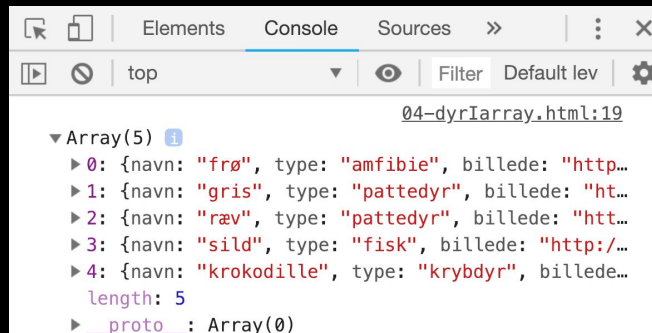 Elements Console Sources »
top Filter Default lev
04-dyrIarray.html:19
▼Array(5) i
▶0: {navn: "frø", type: "amfibie", billede: "http…
▶1: {navn: "gris", type: "pattedyr", billede: "ht…
▶2: {navn: "ræv", type: "pattedyr", billede: "htt…
▶3: {navn: "sild", type: "fisk", billede: "http:/…
▶4: {navn: "krokodille", type: "krybdyr", billede…
length: 5
▶__proto__: Array(0)